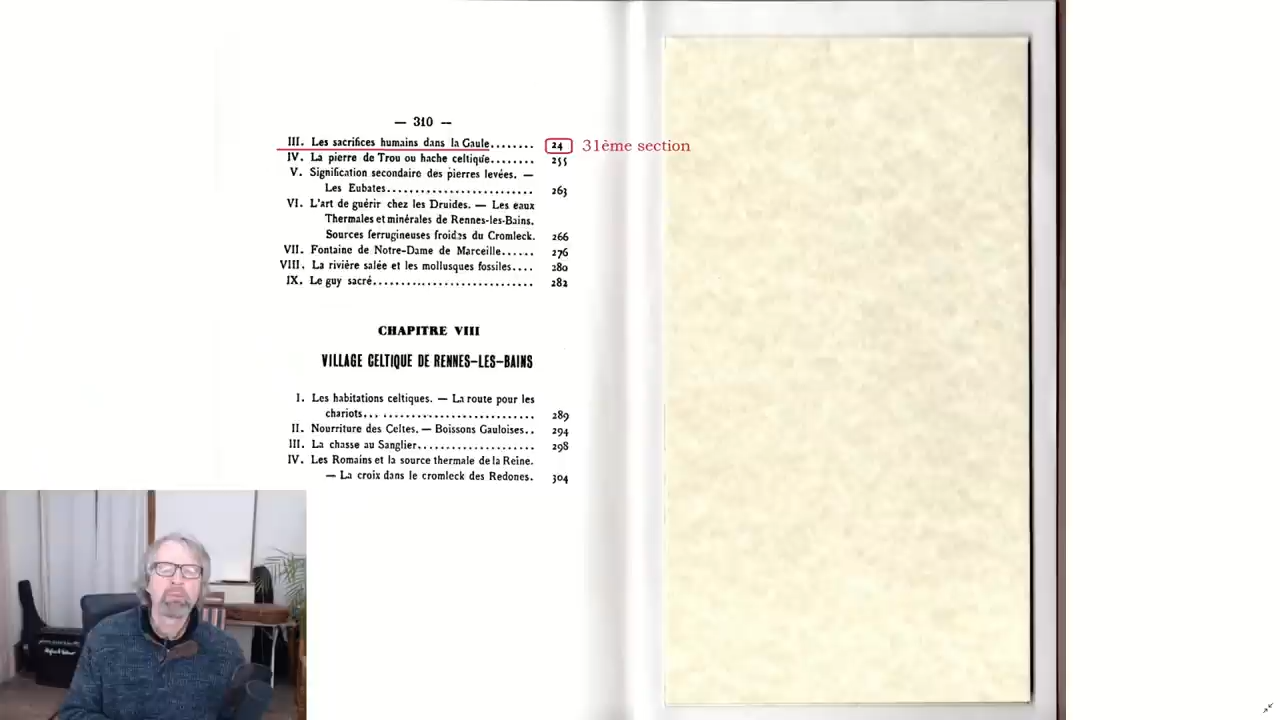 — 310 —
III. Les sacrifices humains dans la Gaule........ 24 31ème section
IV. La pierre de Trou ou hache celtique........ 255
V. Signification secondaire des pierres levées. —
Les Eubates........................... 263
VI. L'art de guérir chez les Druides. — Les eaux
Thermales et minérales de Rennes-les-Bains.
Sources ferrugineuses froides du Cromleck. 266
VII. Fontaine de Notre-Dame de Marceille...... 276
VIII. La rivière salée et les mollusques fossiles.... 280
IX. Le guy sacré............................. 282
CHAPITRE VIII
VILLAGE CELTIQUE DE RENNES-LES-BAINS
I. Les habitations celtiques. — La route pour les
chariots... ........................... 289
II. Nourriture des Celtes. — Boissons Gauloises.. 294
III. La chasse au Sanglier..................... 298
IV. Les Romains et la source thermale de la Reine.
— La croix dans le cromleck des Redones. 304